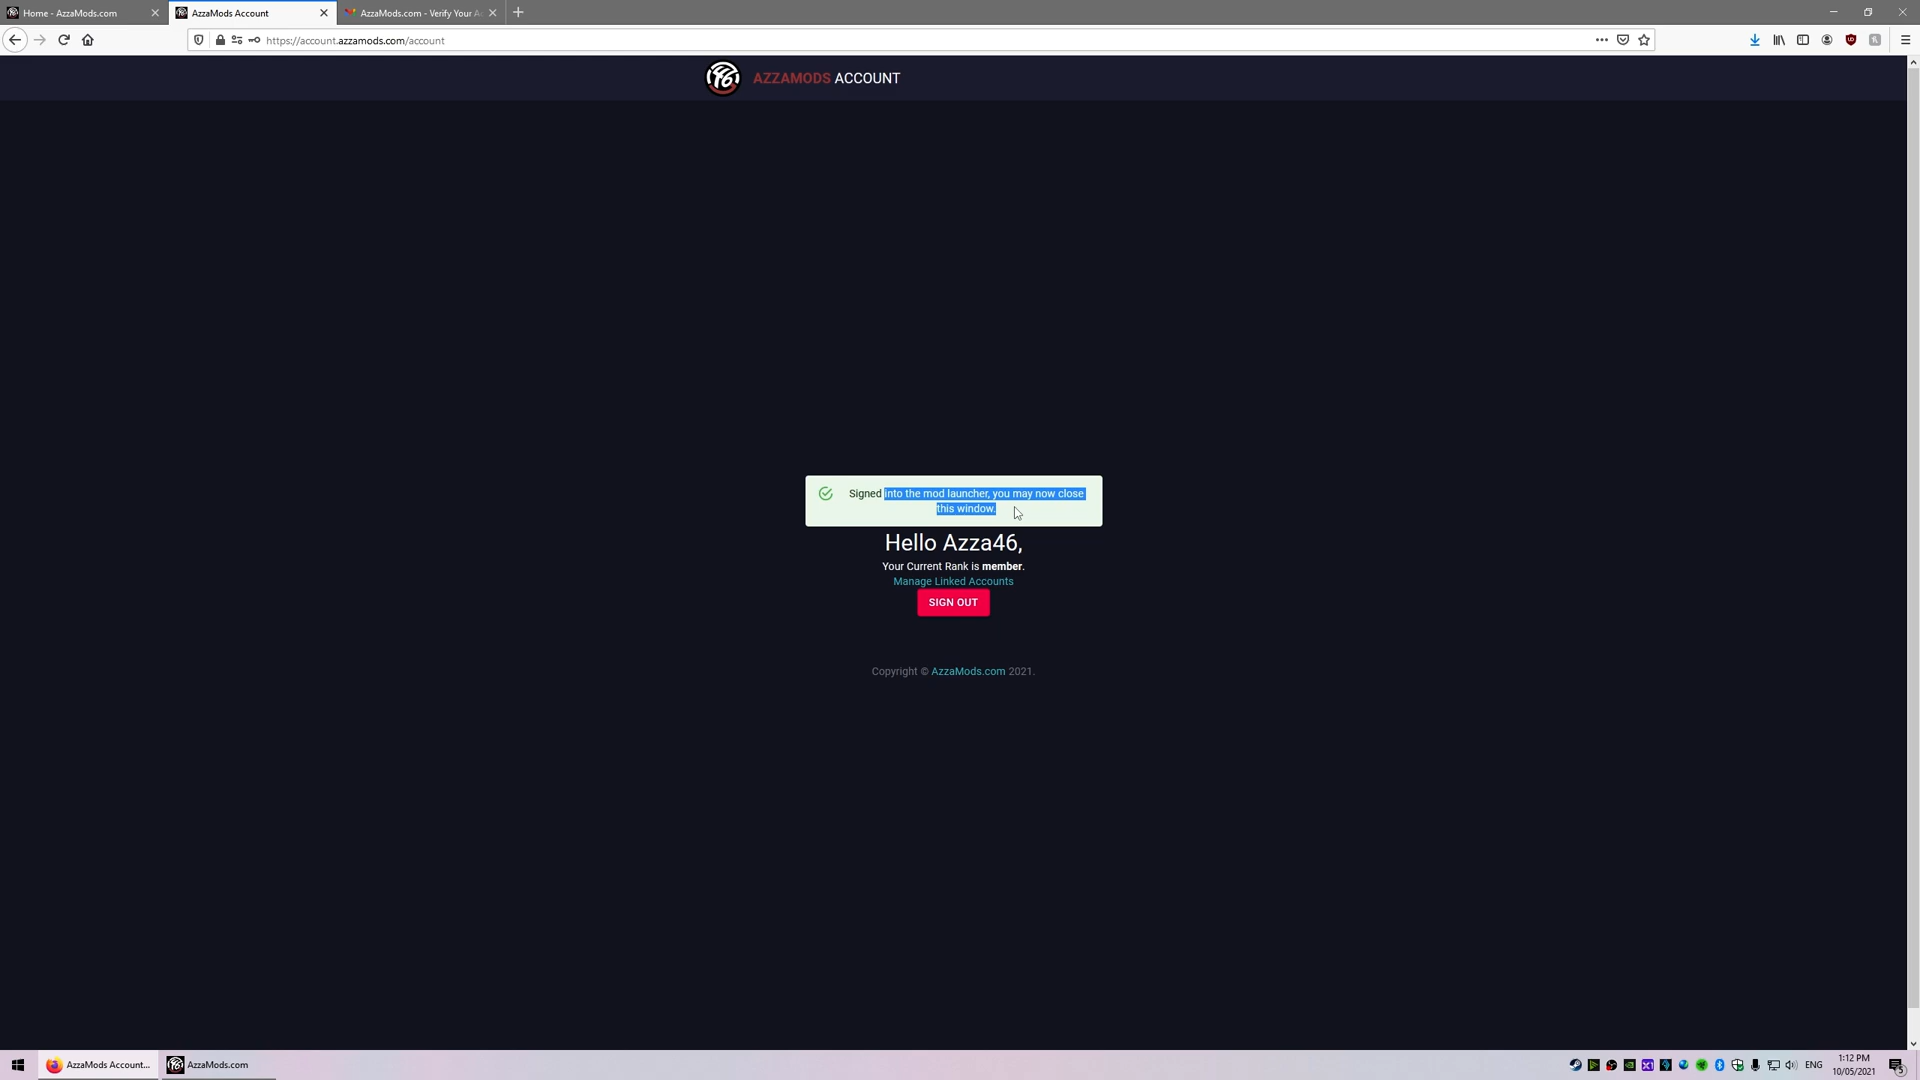 Home - AzzaMods.com
AzzaMods Account
AzzaMods.com - Verify Your Ac
https://account.azzamods.com/account
AZZAMODS ACCOUNT
Signed into the mod launcher, you may now close
this window.
Hello Azza46,
Your Current Rank is member.
Manage Linked Accounts
SIGN OUT
Copyright © AzzaMods.com 2021.
AzzaMods Account...
AzzaMods.com
ENG
1:12 PM
10/05/2021
5